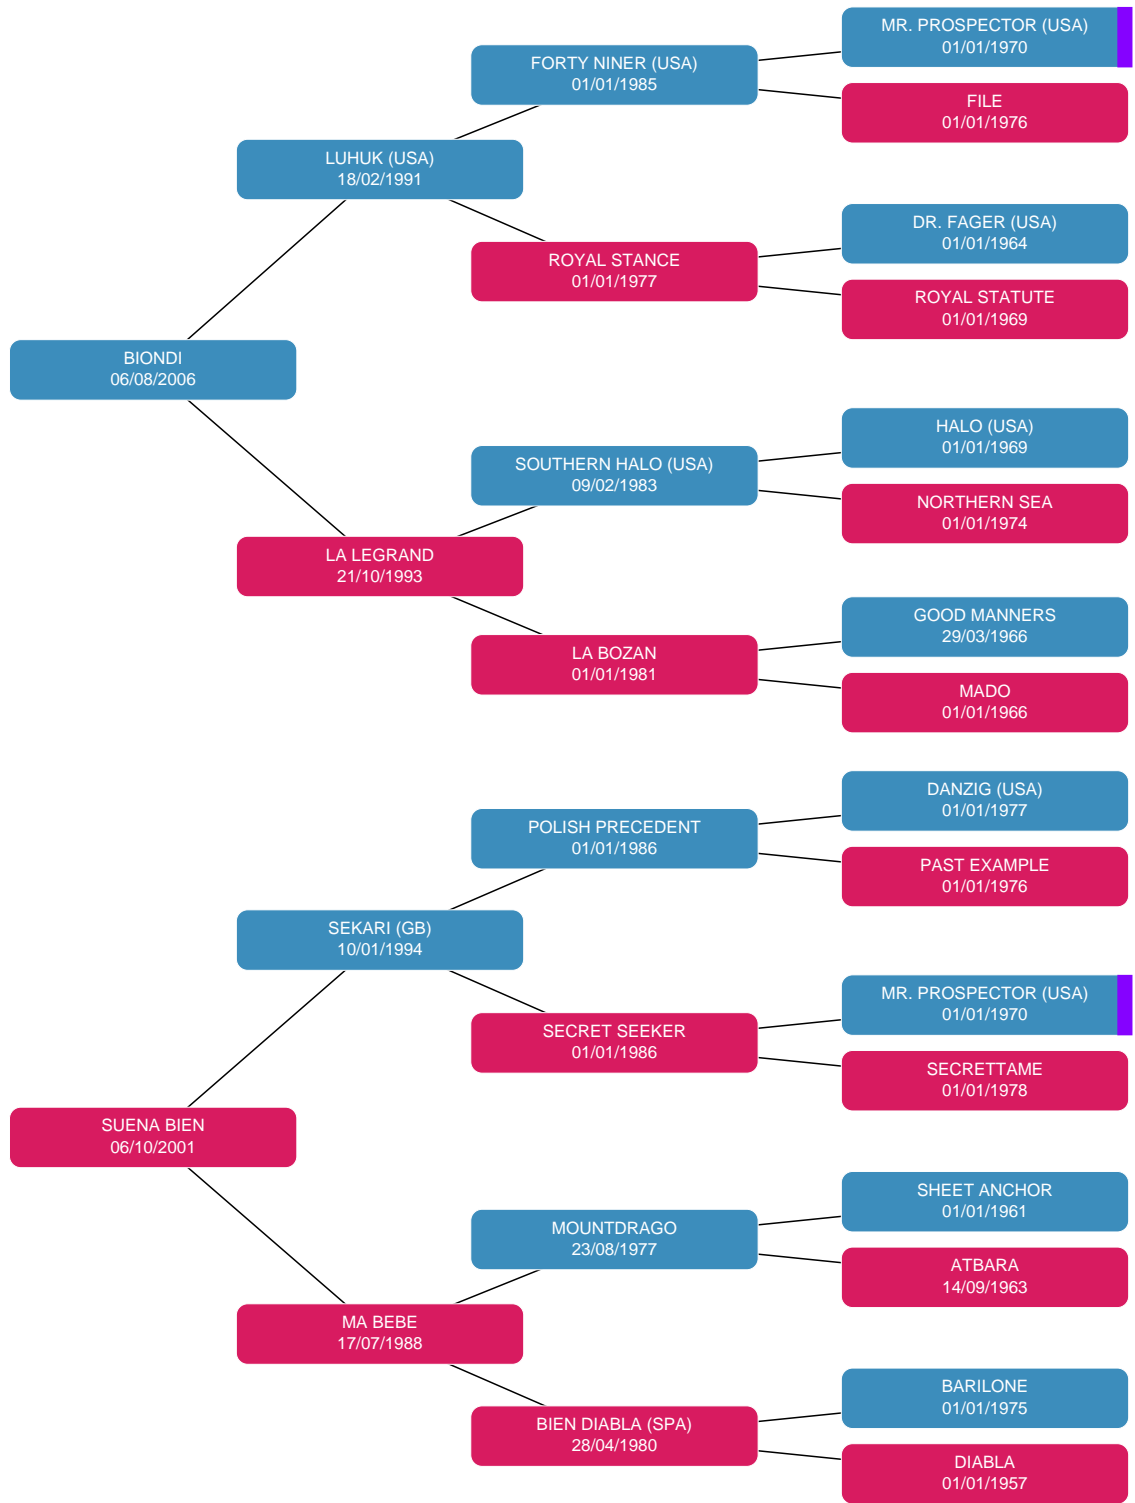 MR. PROSPECTOR (USA)
01/01/1970
FORTY NINER (USA)
01/01/1985
FILE
01/01/1976
LUHUK (USA)
18/02/1991
DR. FAGER (USA)
01/01/1964
ROYAL STANCE
01/01/1977
ROYAL STATUTE
01/01/1969
BIONDI
06/08/2006
HALO (USA)
01/01/1969
SOUTHERN HALO (USA)
09/02/1983
NORTHERN SEA
01/01/1974
LA LEGRAND
21/10/1993
GOOD MANNERS
29/03/1966
LA BOZAN
01/01/1981
MADO
01/01/1966
DANZIG (USA)
01/01/1977
POLISH PRECEDENT
01/01/1986
PAST EXAMPLE
01/01/1976
SEKARI (GB)
10/01/1994
MR. PROSPECTOR (USA)
01/01/1970
SECRET SEEKER
01/01/1986
SECRETTAME
01/01/1978
SUENA BIEN
06/10/2001
SHEET ANCHOR
01/01/1961
MOUNTDRAGO
23/08/1977
ATBARA
14/09/1963
MA BEBE
17/07/1988
BARILONE
01/01/1975
BIEN DIABLA (SPA)
28/04/1980
DIABLA
01/01/1957